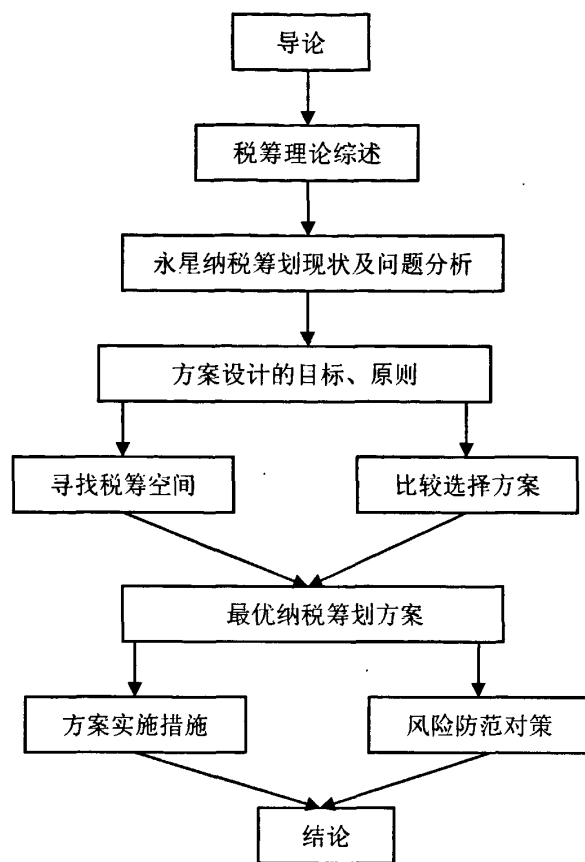 导论
税筹理论综述
永星纳税筹划现状及问题分析
方案设计的目标、原则
寻找税筹空间
比较选择方案
最优纳税筹划方案
方案实施措施
风险防范对策
结论